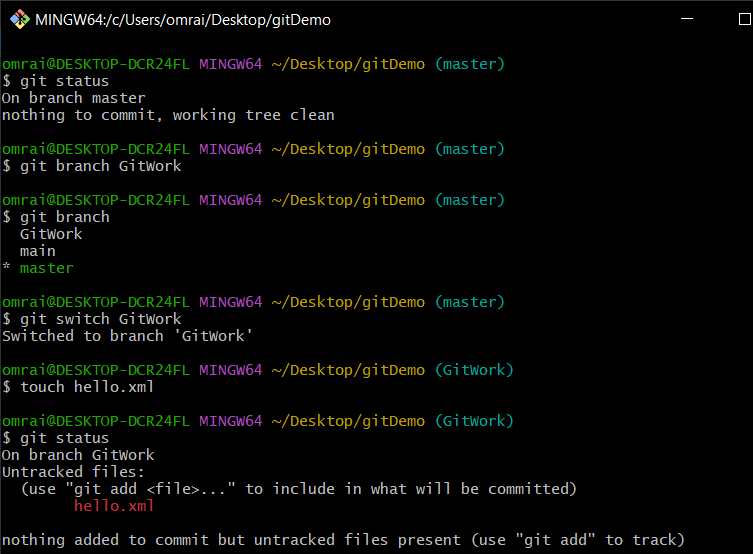 MINGW64:/c/Users/omrai/Desktop/gitDemo
omrai@DESKTOP-DCR24FL MINGW64 ~/Desktop/gitDemo (master)
$ git status
On branch master
nothing to commit, working tree clean
omrai@DESKTOP-DCR24FL MINGW64 ~/Desktop/gitDemo (master)
$ git branch GitWork
omrai@DESKTOP-DCR24FL MINGW64 ~/Desktop/gitDemo (master)
$ git branch
  GitWork
  main
* master
omrai@DESKTOP-DCR24FL MINGW64 ~/Desktop/gitDemo (master)
$ git switch GitWork
Switched to branch 'GitWork'
omrai@DESKTOP-DCR24FL MINGW64 ~/Desktop/gitDemo (GitWork)
$ touch hello.xml
omrai@DESKTOP-DCR24FL MINGW64 ~/Desktop/gitDemo (GitWork)
$ git status
On branch GitWork
Untracked files:
  (use "git add <file>..." to include in what will be committed)
        hello.xml
nothing added to commit but untracked files present (use "git add" to track)